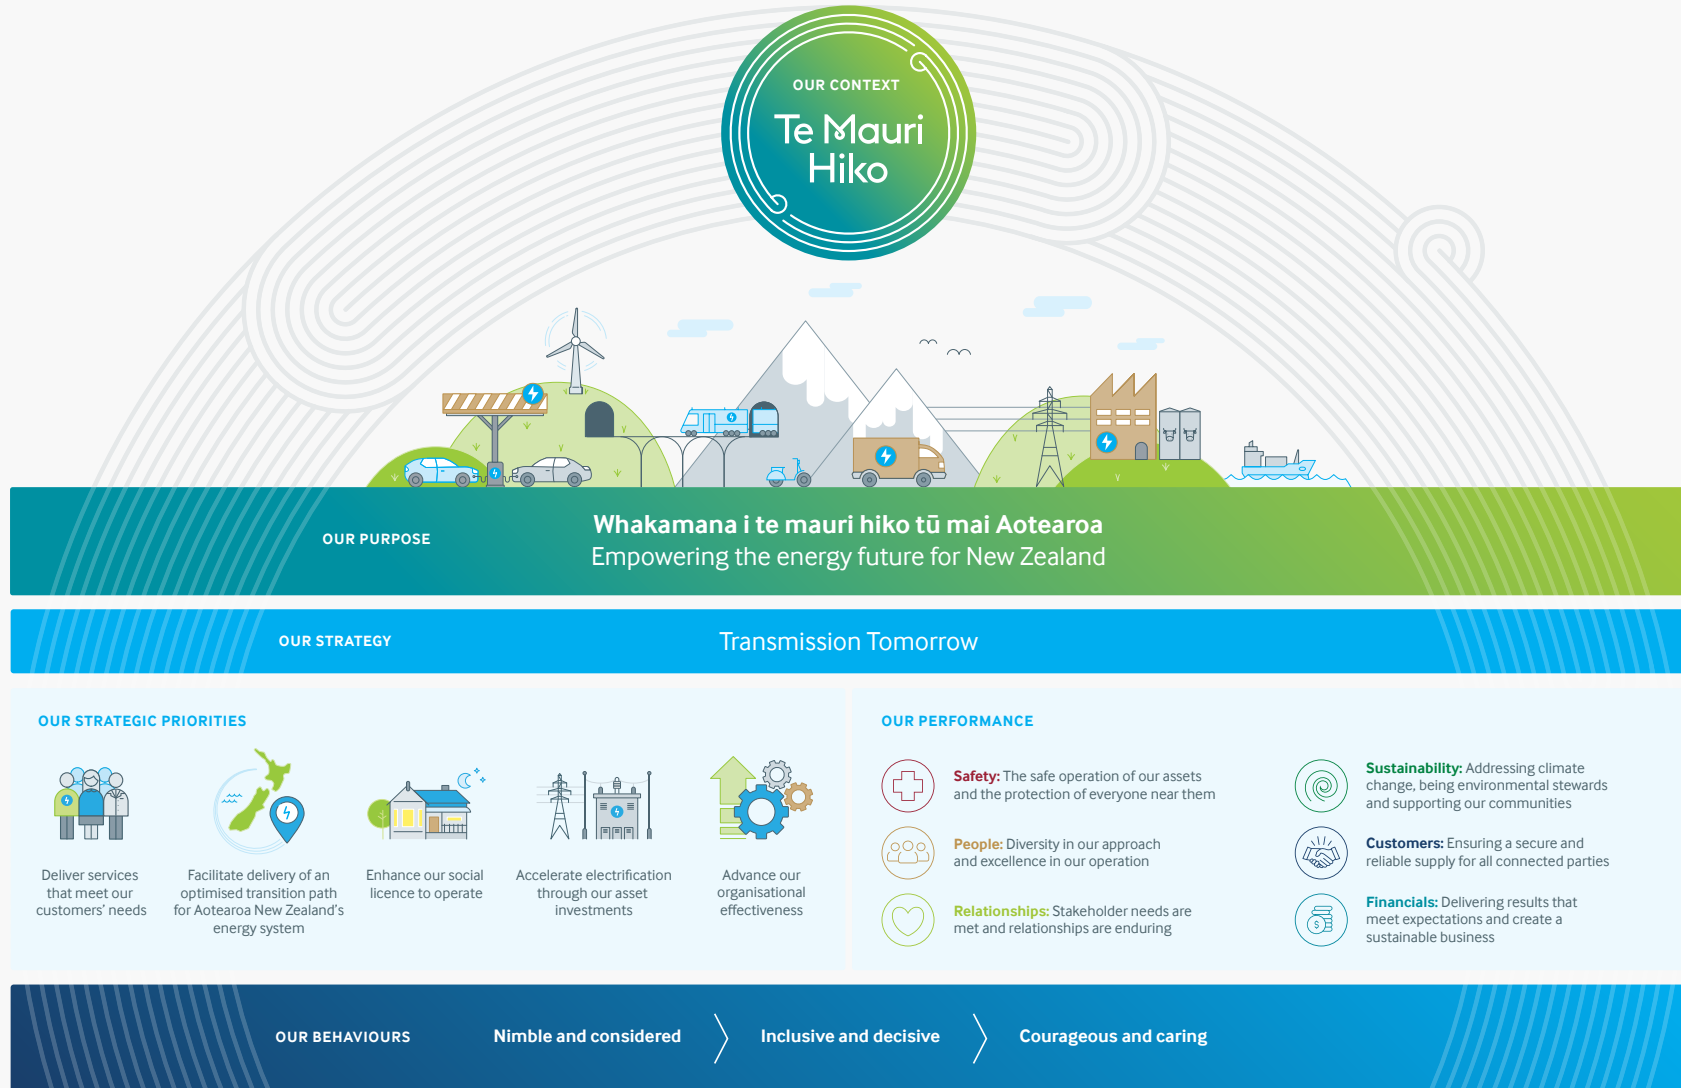 OUR CONTEXT
Te Mauri
Hiko
OUR PURPOSE
Whakamana i te mauri hiko tū mai Aotearoa
Empowering the energy future for New Zealand
OUR STRATEGY
Transmission Tomorrow
OUR STRATEGIC PRIORITIES
Deliver services
that meet our
customers' needs
Facilitate delivery of an
optimised transition path
for Aotearoa New Zealand's
energy system
Enhance our social
licence to operate
Accelerate electrification
through our asset
investments
Advance our
organisational
effectiveness
OUR PERFORMANCE
Safety: The safe operation of our assets
and the protection of everyone near them
People: Diversity in our approach
and excellence in our operation
Relationships: Stakeholder needs are
met and relationships are enduring
Sustainability: Addressing climate
change, being environmental stewards
and supporting our communities
Customers: Ensuring a secure and
reliable supply for all connected parties
$
Financials: Delivering results that
meet expectations and create a
sustainable business
OUR BEHAVIOURS
Nimble and considered
Inclusive and decisive
Courageous and caring